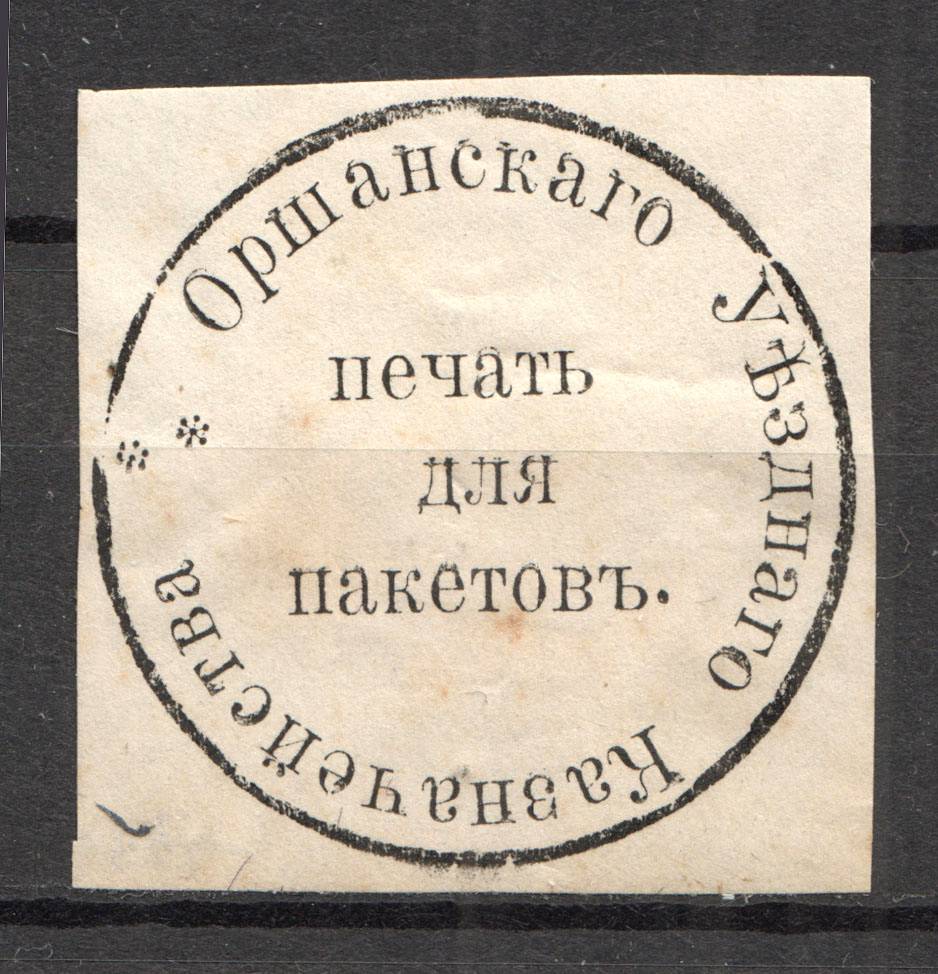 Оршанскаго Уѣзднаго Казначейства
печать
для
пакетовъ.